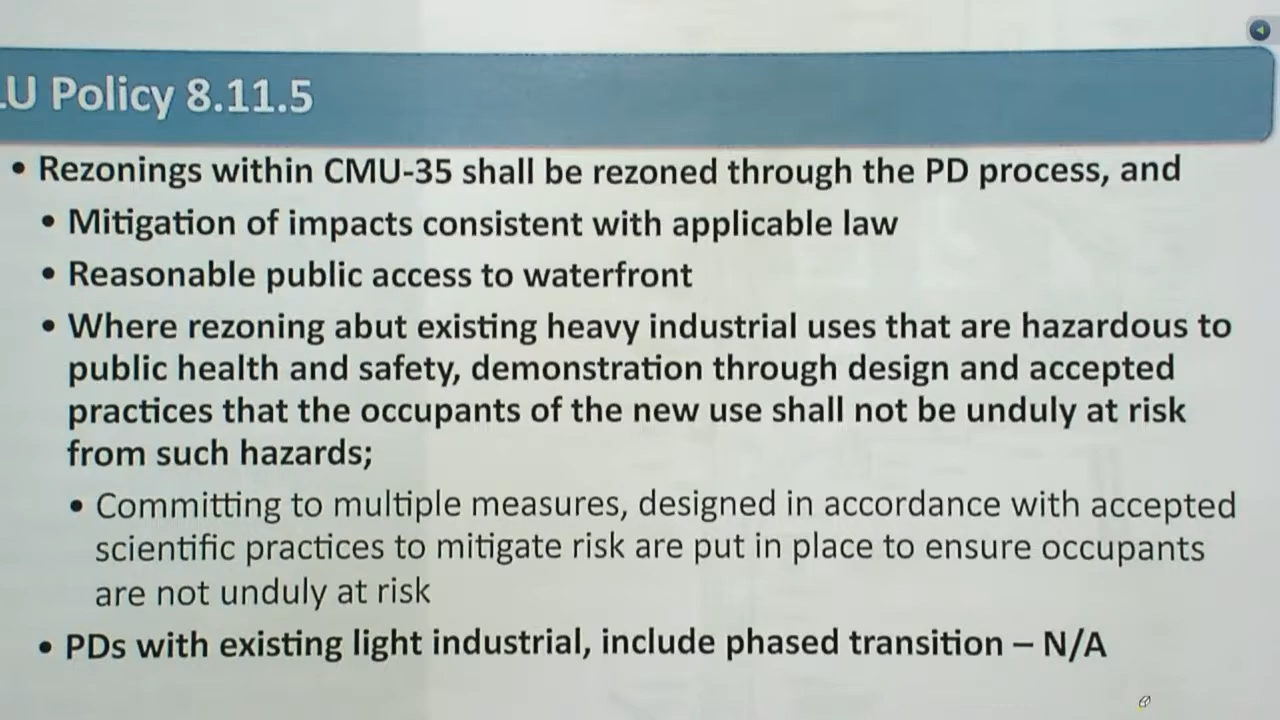 LU Policy 8.11.5
• Rezonings within CMU-35 shall be rezoned through the PD process, and
• Mitigation of impacts consistent with applicable law
• Reasonable public access to waterfront
• Where rezoning abut existing heavy industrial uses that are hazardous to
public health and safety, demonstration through design and accepted
practices that the occupants of the new use shall not be unduly at risk
from such hazards;
• Committing to multiple measures, designed in accordance with accepted
scientific practices to mitigate risk are put in place to ensure occupants
are not unduly at risk
• PDs with existing light industrial, include phased transition – N/A